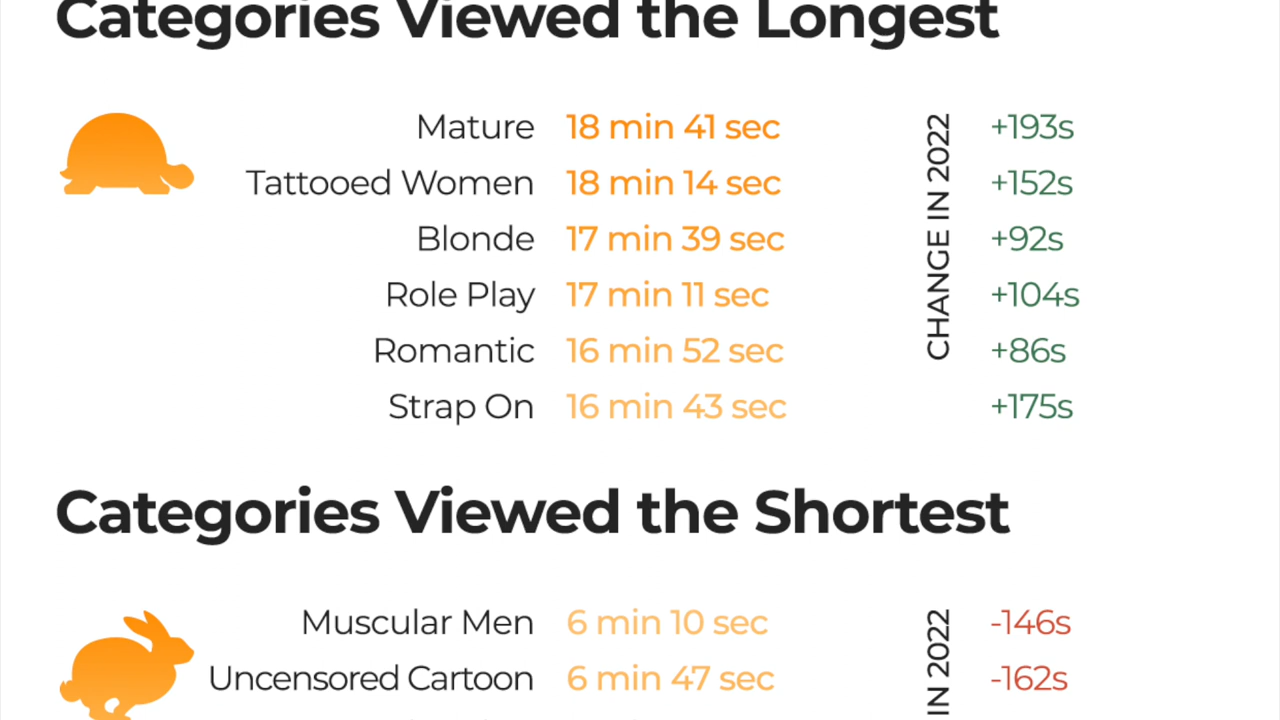 Categories Viewed the Longest
Mature 18 min 41 sec +193s
Tattooed Women 18 min 14 sec +152s
Blonde 17 min 39 sec +92s
Role Play 17 min 11 sec +104s
Romantic 16 min 52 sec +86s
Strap On 16 min 43 sec +175s
CHANGE IN 2022
Categories Viewed the Shortest
Muscular Men 6 min 10 sec -146s
Uncensored Cartoon 6 min 47 sec -162s
IN 2022